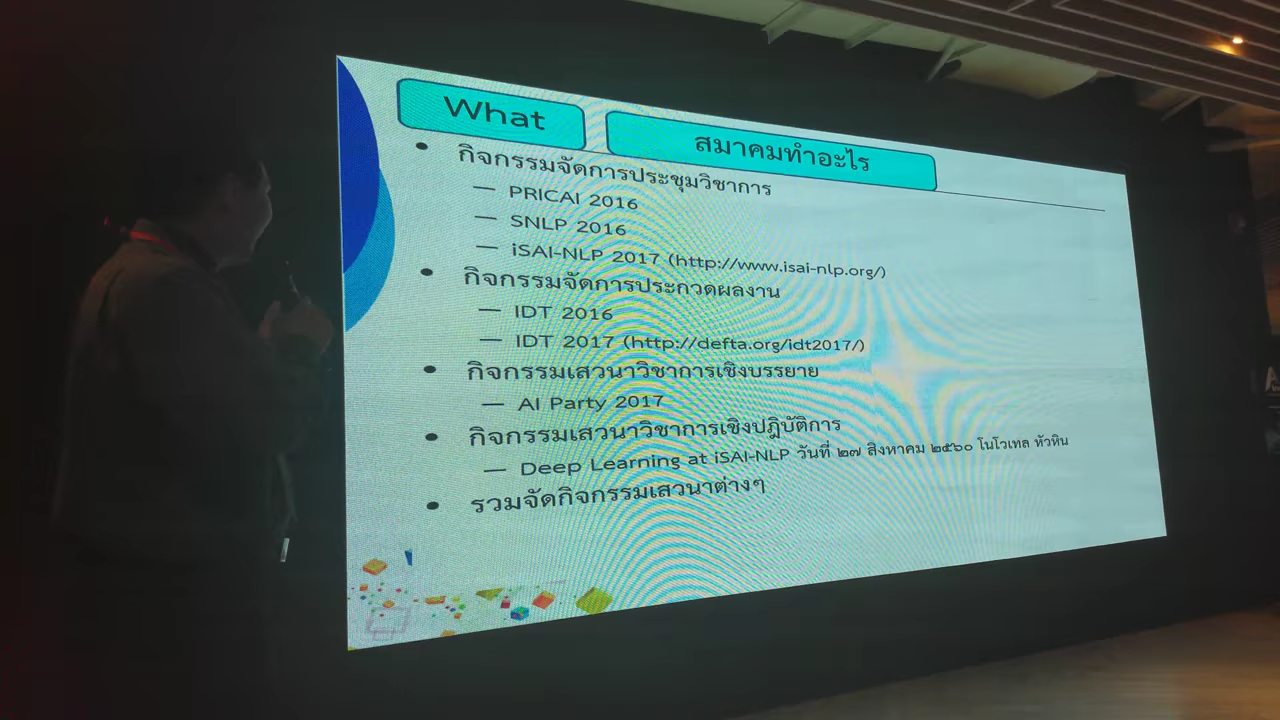 What
สมาคมทำอะไร
• กิจกรรมจัดการประชุมวิชาการ
— PRICAI 2016
— SNLP 2016
— iSAI-NLP 2017 (http://www.isai-nlp.org/)
• กิจกรรมจัดการประกวดผลงาน
— IDT 2016
— IDT 2017 (http://defta.org/idt2017/)
• กิจกรรมเสวนาวิชาการเชิงบรรยาย
— AI Party 2017
• กิจกรรมเสวนาวิชาการเชิงปฎิบัติการ
— Deep Learning at iSAI-NLP วันที่ ๒๗ สิงหาคม ๒๕๖๐ โนโวเทล หัวหิน
• รวมจัดกิจกรรมเสวนาต่างๆ